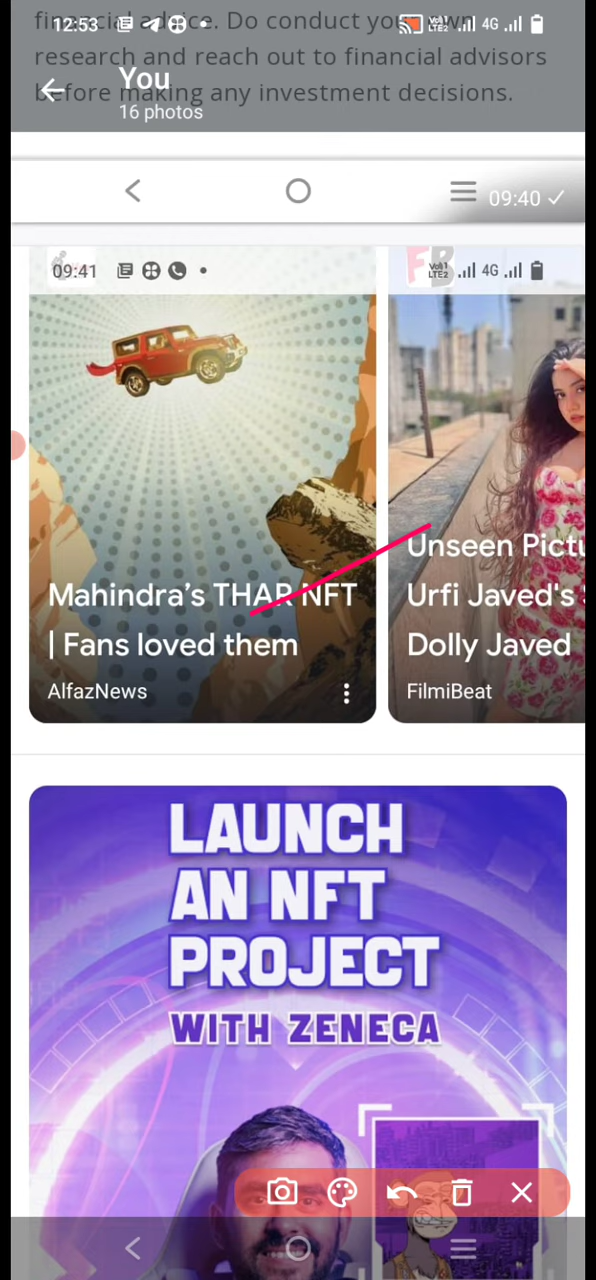 financial advice. Do conduct your own
12:53
4G
research and reach out to financial advisors
You
before making any investment decisions.
16 photos
09:40
09:41
4G
Mahindra’s THAR NFT
| Fans loved them
AlfazNews
Unseen Pictu
Urfi Javed's
Dolly Javed
FilmiBeat
LAUNCH
AN NFT
PROJECT
WITH ZENECA